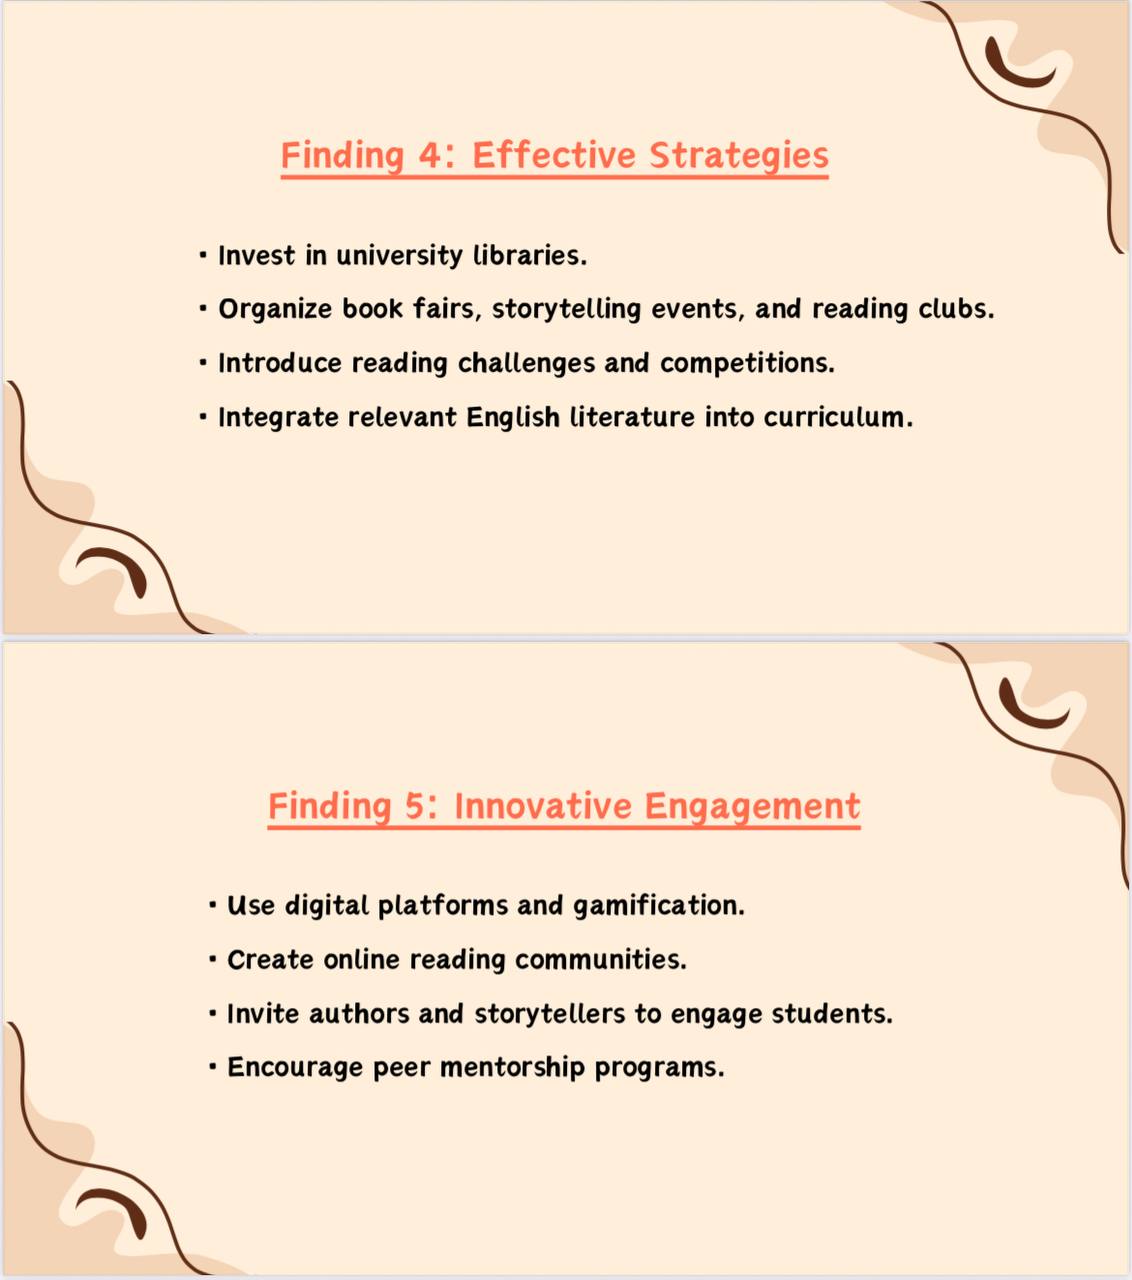 Finding 4: Effective Strategies
• Invest in university libraries.
• Organize book fairs, storytelling events, and reading clubs.
• Introduce reading challenges and competitions.
• Integrate relevant English literature into curriculum.
Finding 5: Innovative Engagement
• Use digital platforms and gamification.
• Create online reading communities.
• Invite authors and storytellers to engage students.
• Encourage peer mentorship programs.